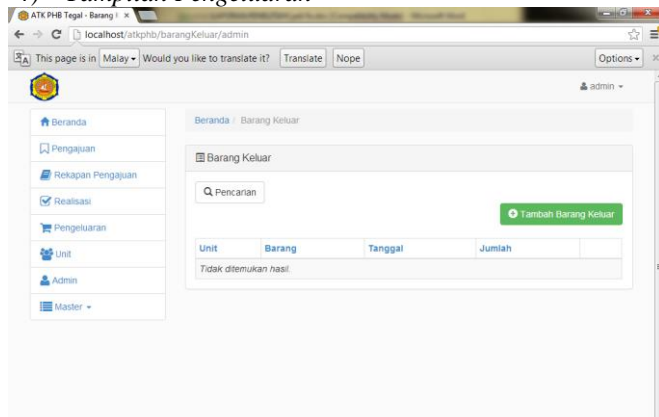 Tampilan Pengeluaran
ATK PHB Tegal - Barang
localhost/atkphb/barangKeluar/admin
This page is in Malay Would you like to translate it? Translate Nope Options
admin
Beranda
Pengajuan
Rekapan Pengajuan
Realisasi
Pengeluaran
Unit
Admin
Master
Beranda / Barang Keluar
Barang Keluar
Pencarian
Tambah Barang Keluar
Unit Barang Tanggal Jumlah
Tidak ditemukan hasil.